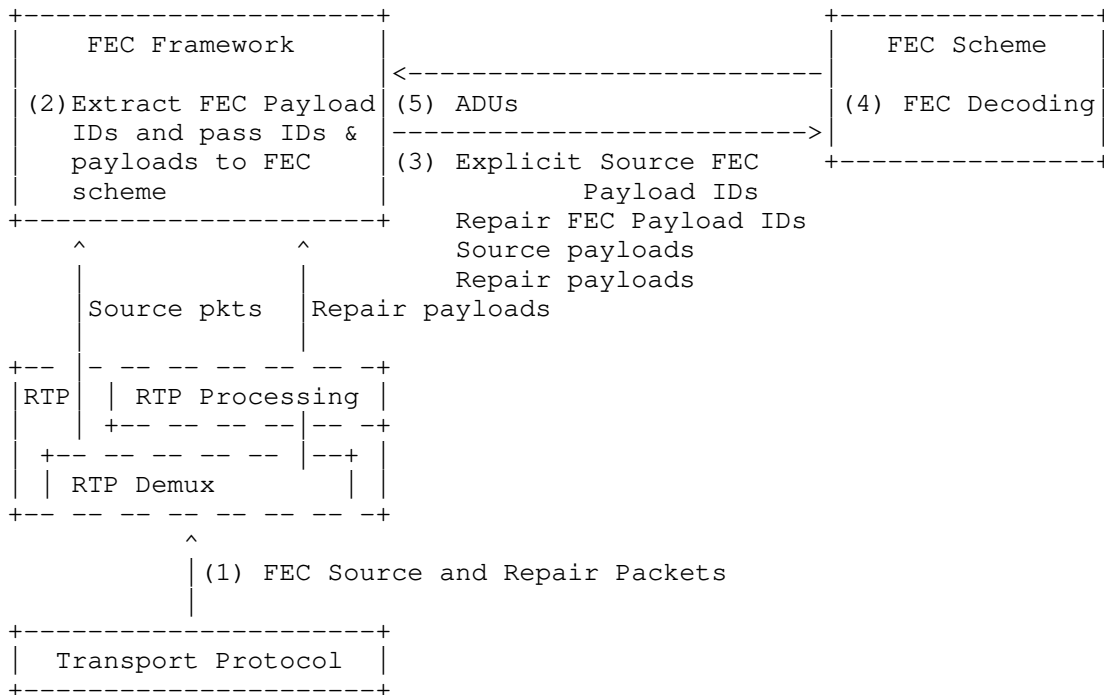 FEC Framework FEC Scheme
(2)Extract FEC Payload (5) ADUs (4) FEC Decoding
IDs and pass IDs &
payloads to FEC (3) Explicit Source FEC
scheme Payload IDs
Repair FEC Payload IDs
Source payloads
Repair payloads
Source pkts Repair payloads
RTP RTP Processing
RTP Demux
(1) FEC Source and Repair Packets
Transport Protocol